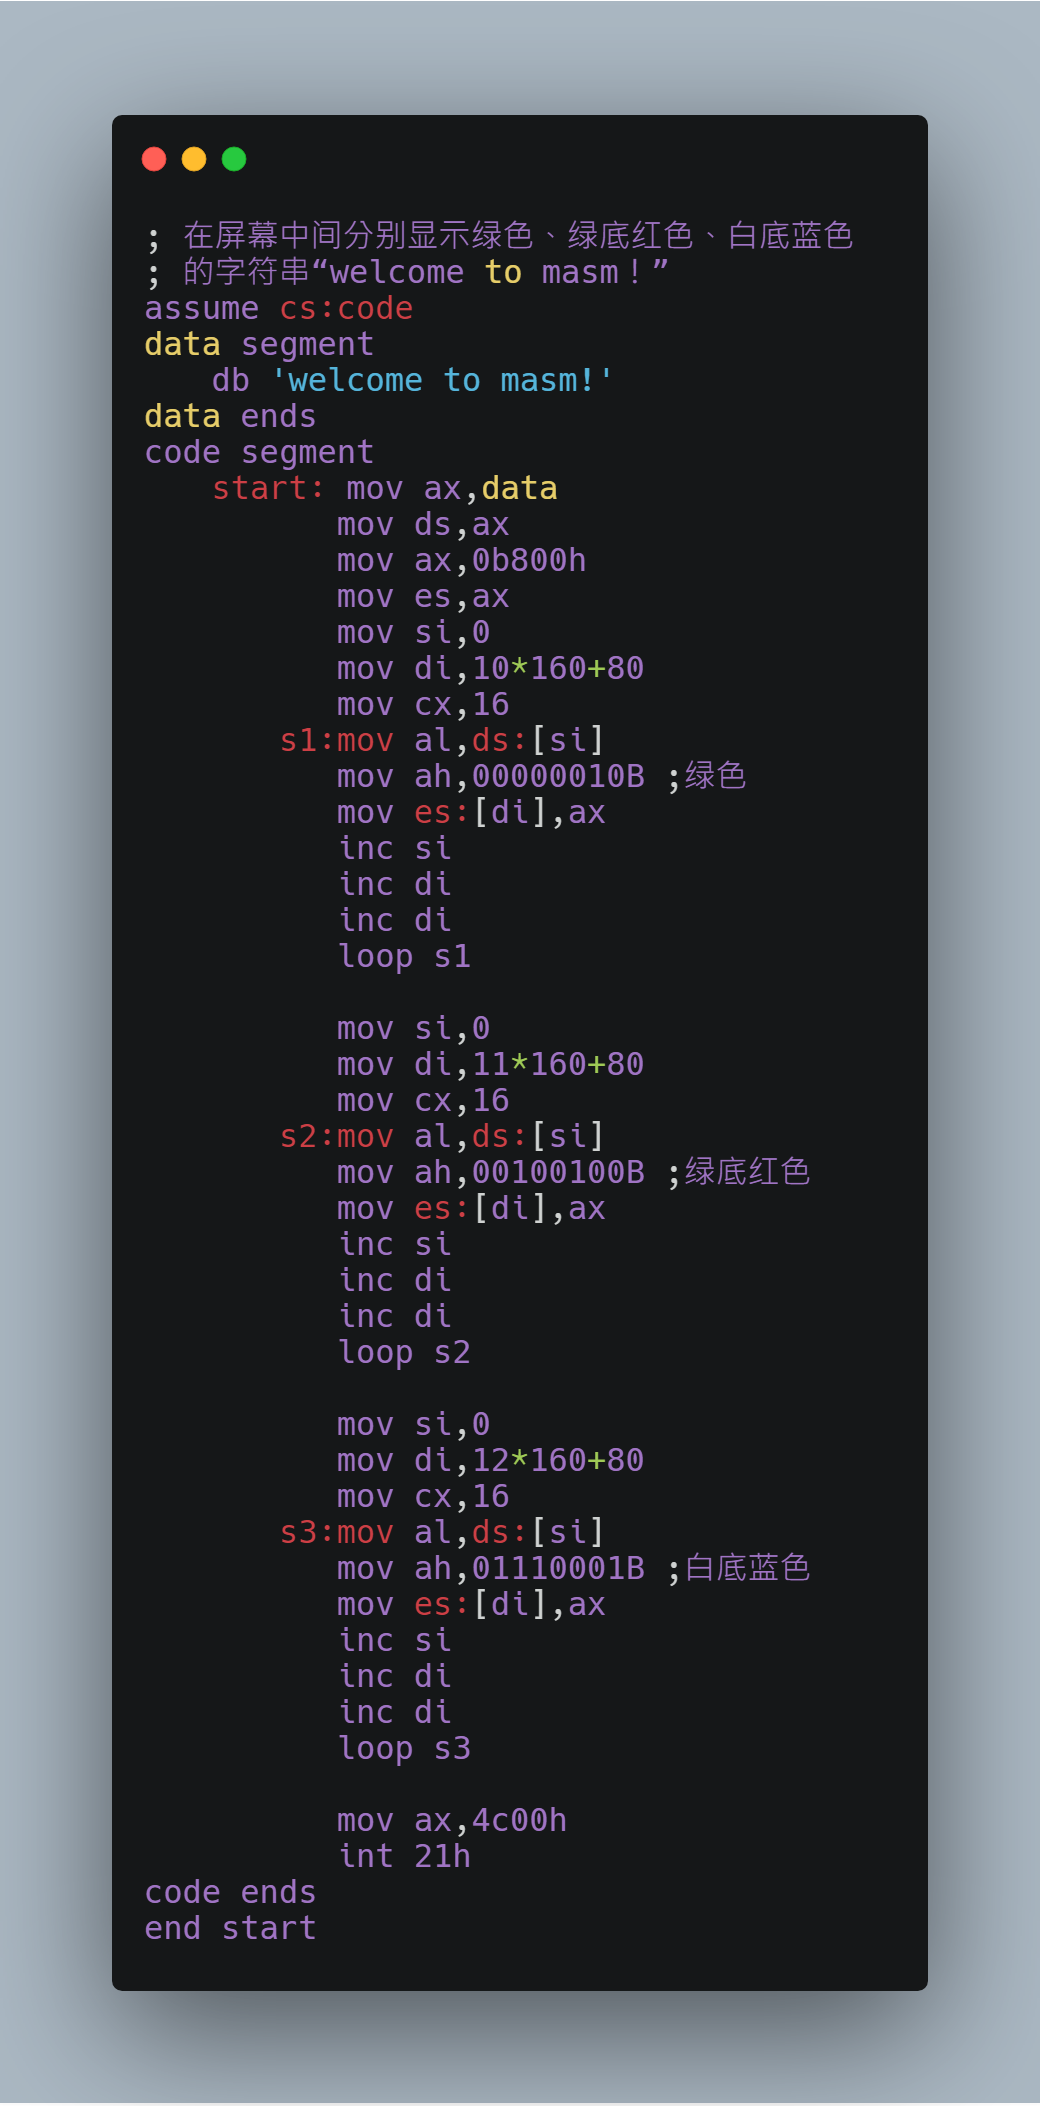 ; 在屏幕中间分别显示绿色、绿底红色、白底蓝色
; 的字符串“welcome to masm！”
assume cs:code
data segment
    db 'welcome to masm!'
data ends
code segment
    start: mov ax,data
           mov ds,ax
           mov ax,0b800h
           mov es,ax
           mov si,0
           mov di,10*160+80
           mov cx,16
        s1:mov al,ds:[si]
           mov ah,00000010B ;绿色
           mov es:[di],ax
           inc si
           inc di
           inc di
           loop s1

           mov si,0
           mov di,11*160+80
           mov cx,16
        s2:mov al,ds:[si]
           mov ah,00100100B ;绿底红色
           mov es:[di],ax
           inc si
           inc di
           inc di
           loop s2

           mov si,0
           mov di,12*160+80
           mov cx,16
        s3:mov al,ds:[si]
           mov ah,01110001B ;白底蓝色
           mov es:[di],ax
           inc si
           inc di
           inc di
           loop s3

           mov ax,4c00h
           int 21h
code ends
end start